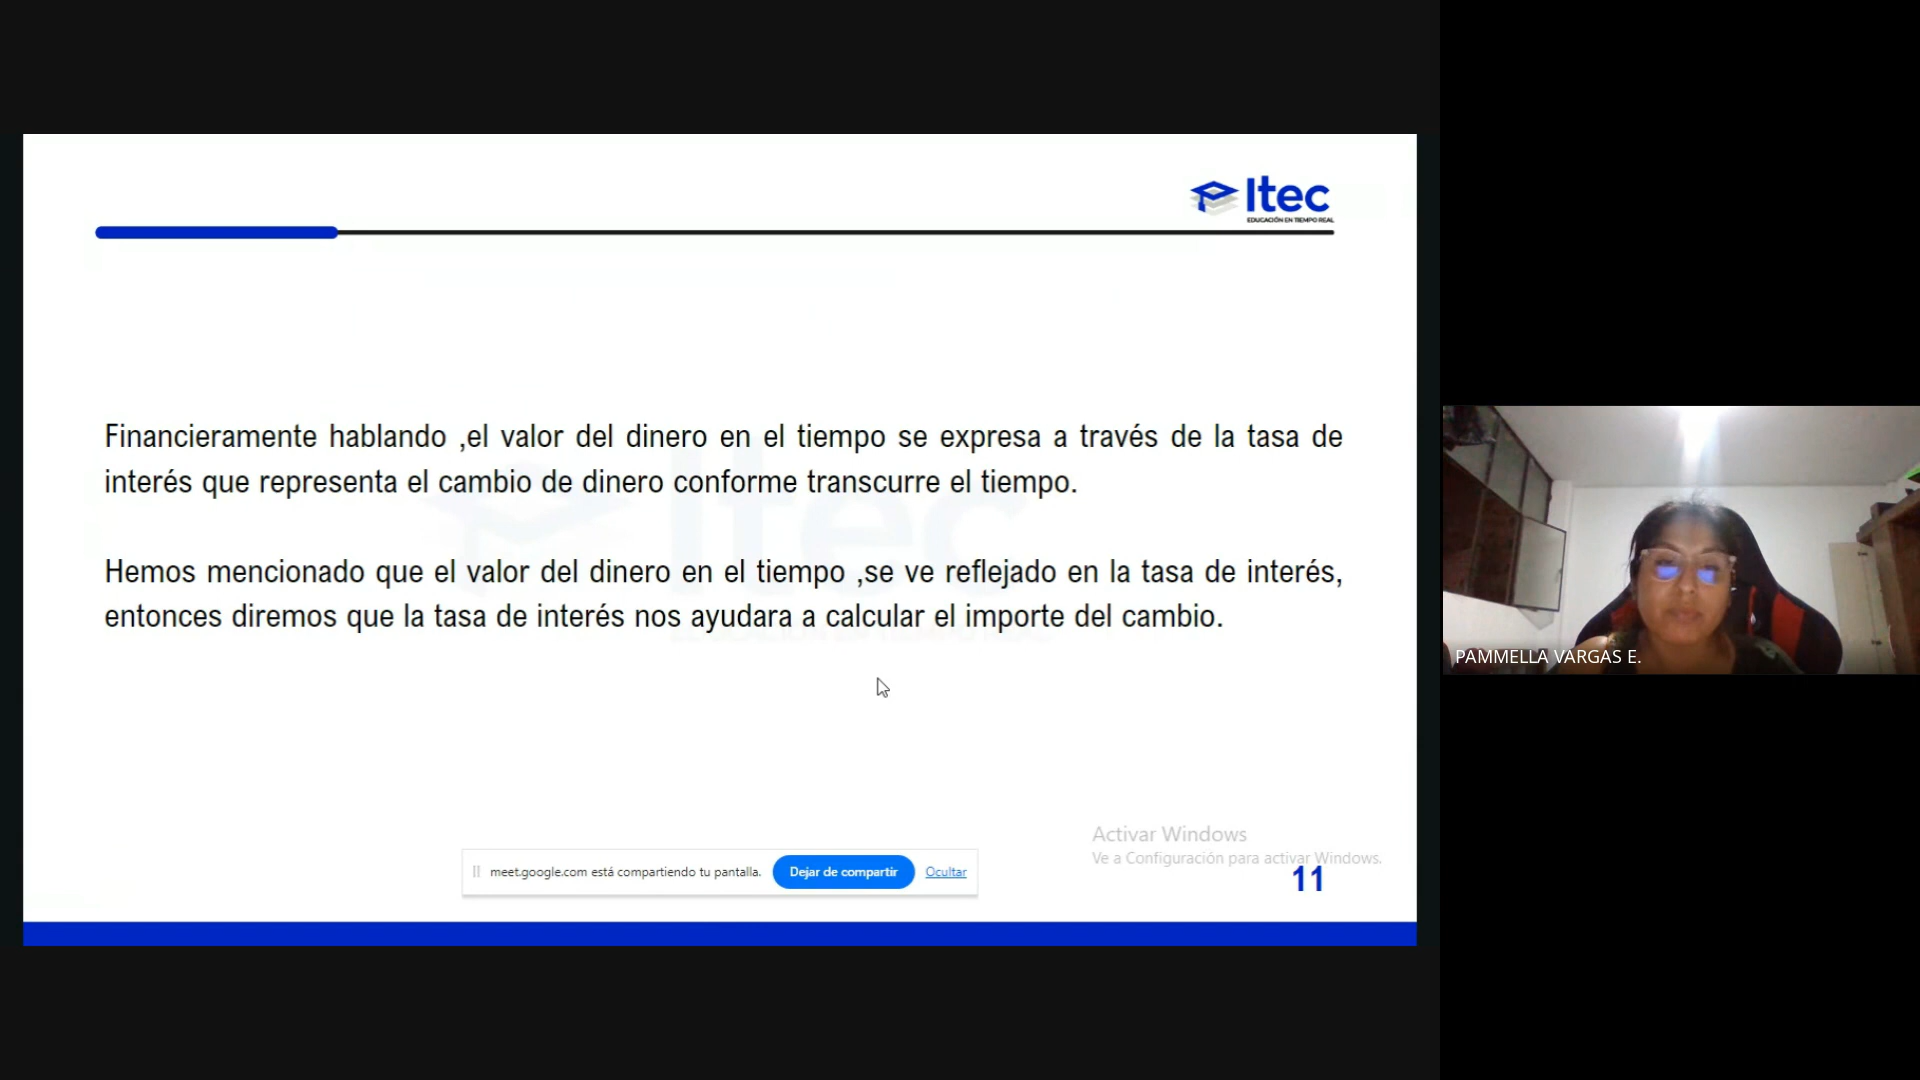 Itec
EDUCACIÓN EN TIEMPO REAL
Financieramente hablando ,el valor del dinero en el tiempo se expresa a través de la tasa de
interés que representa el cambio de dinero conforme transcurre el tiempo.
Hemos mencionado que el valor del dinero en el tiempo ,se ve reflejado en la tasa de interés,
entonces diremos que la tasa de interés nos ayudara a calcular el importe del cambio.
PAMMELLA VARGAS E.
Activar Windows
Ve a Configuración para activar Windows.
meet.google.com está compartiendo tu pantalla. Dejar de compartir Ocultar
11